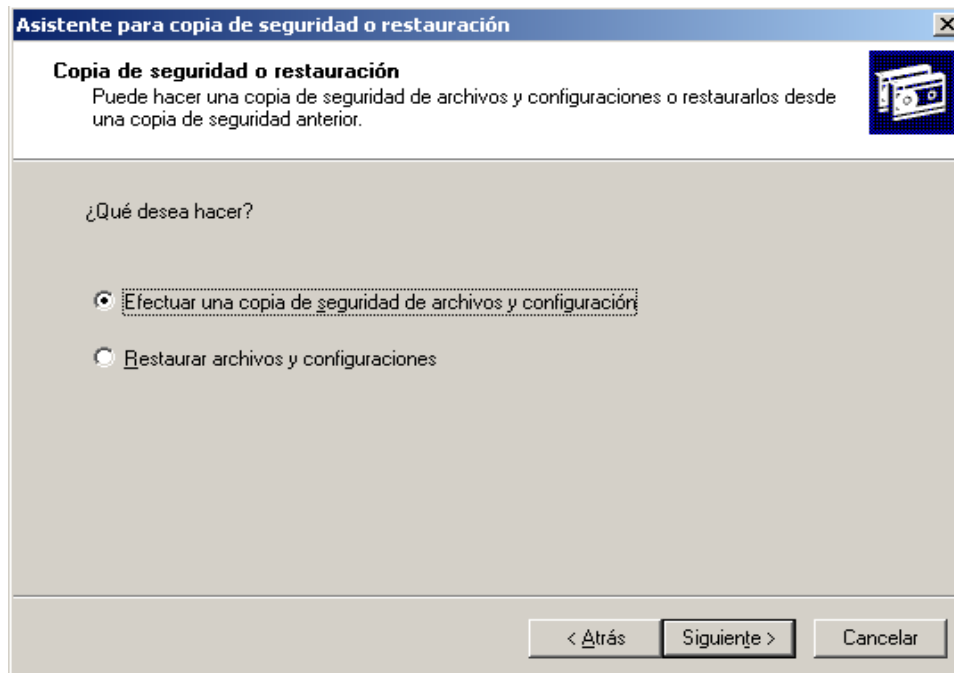 Asistente para copia de seguridad o restauración
Copia de seguridad o restauración
Puede hacer una copia de seguridad de archivos y configuraciones o restaurarlos desde
una copia de seguridad anterior.
¿Qué desea hacer?
Efectuar una copia de seguridad de archivos y configuración
Restaurar archivos y configuraciones
< Atrás Siguiente > Cancelar